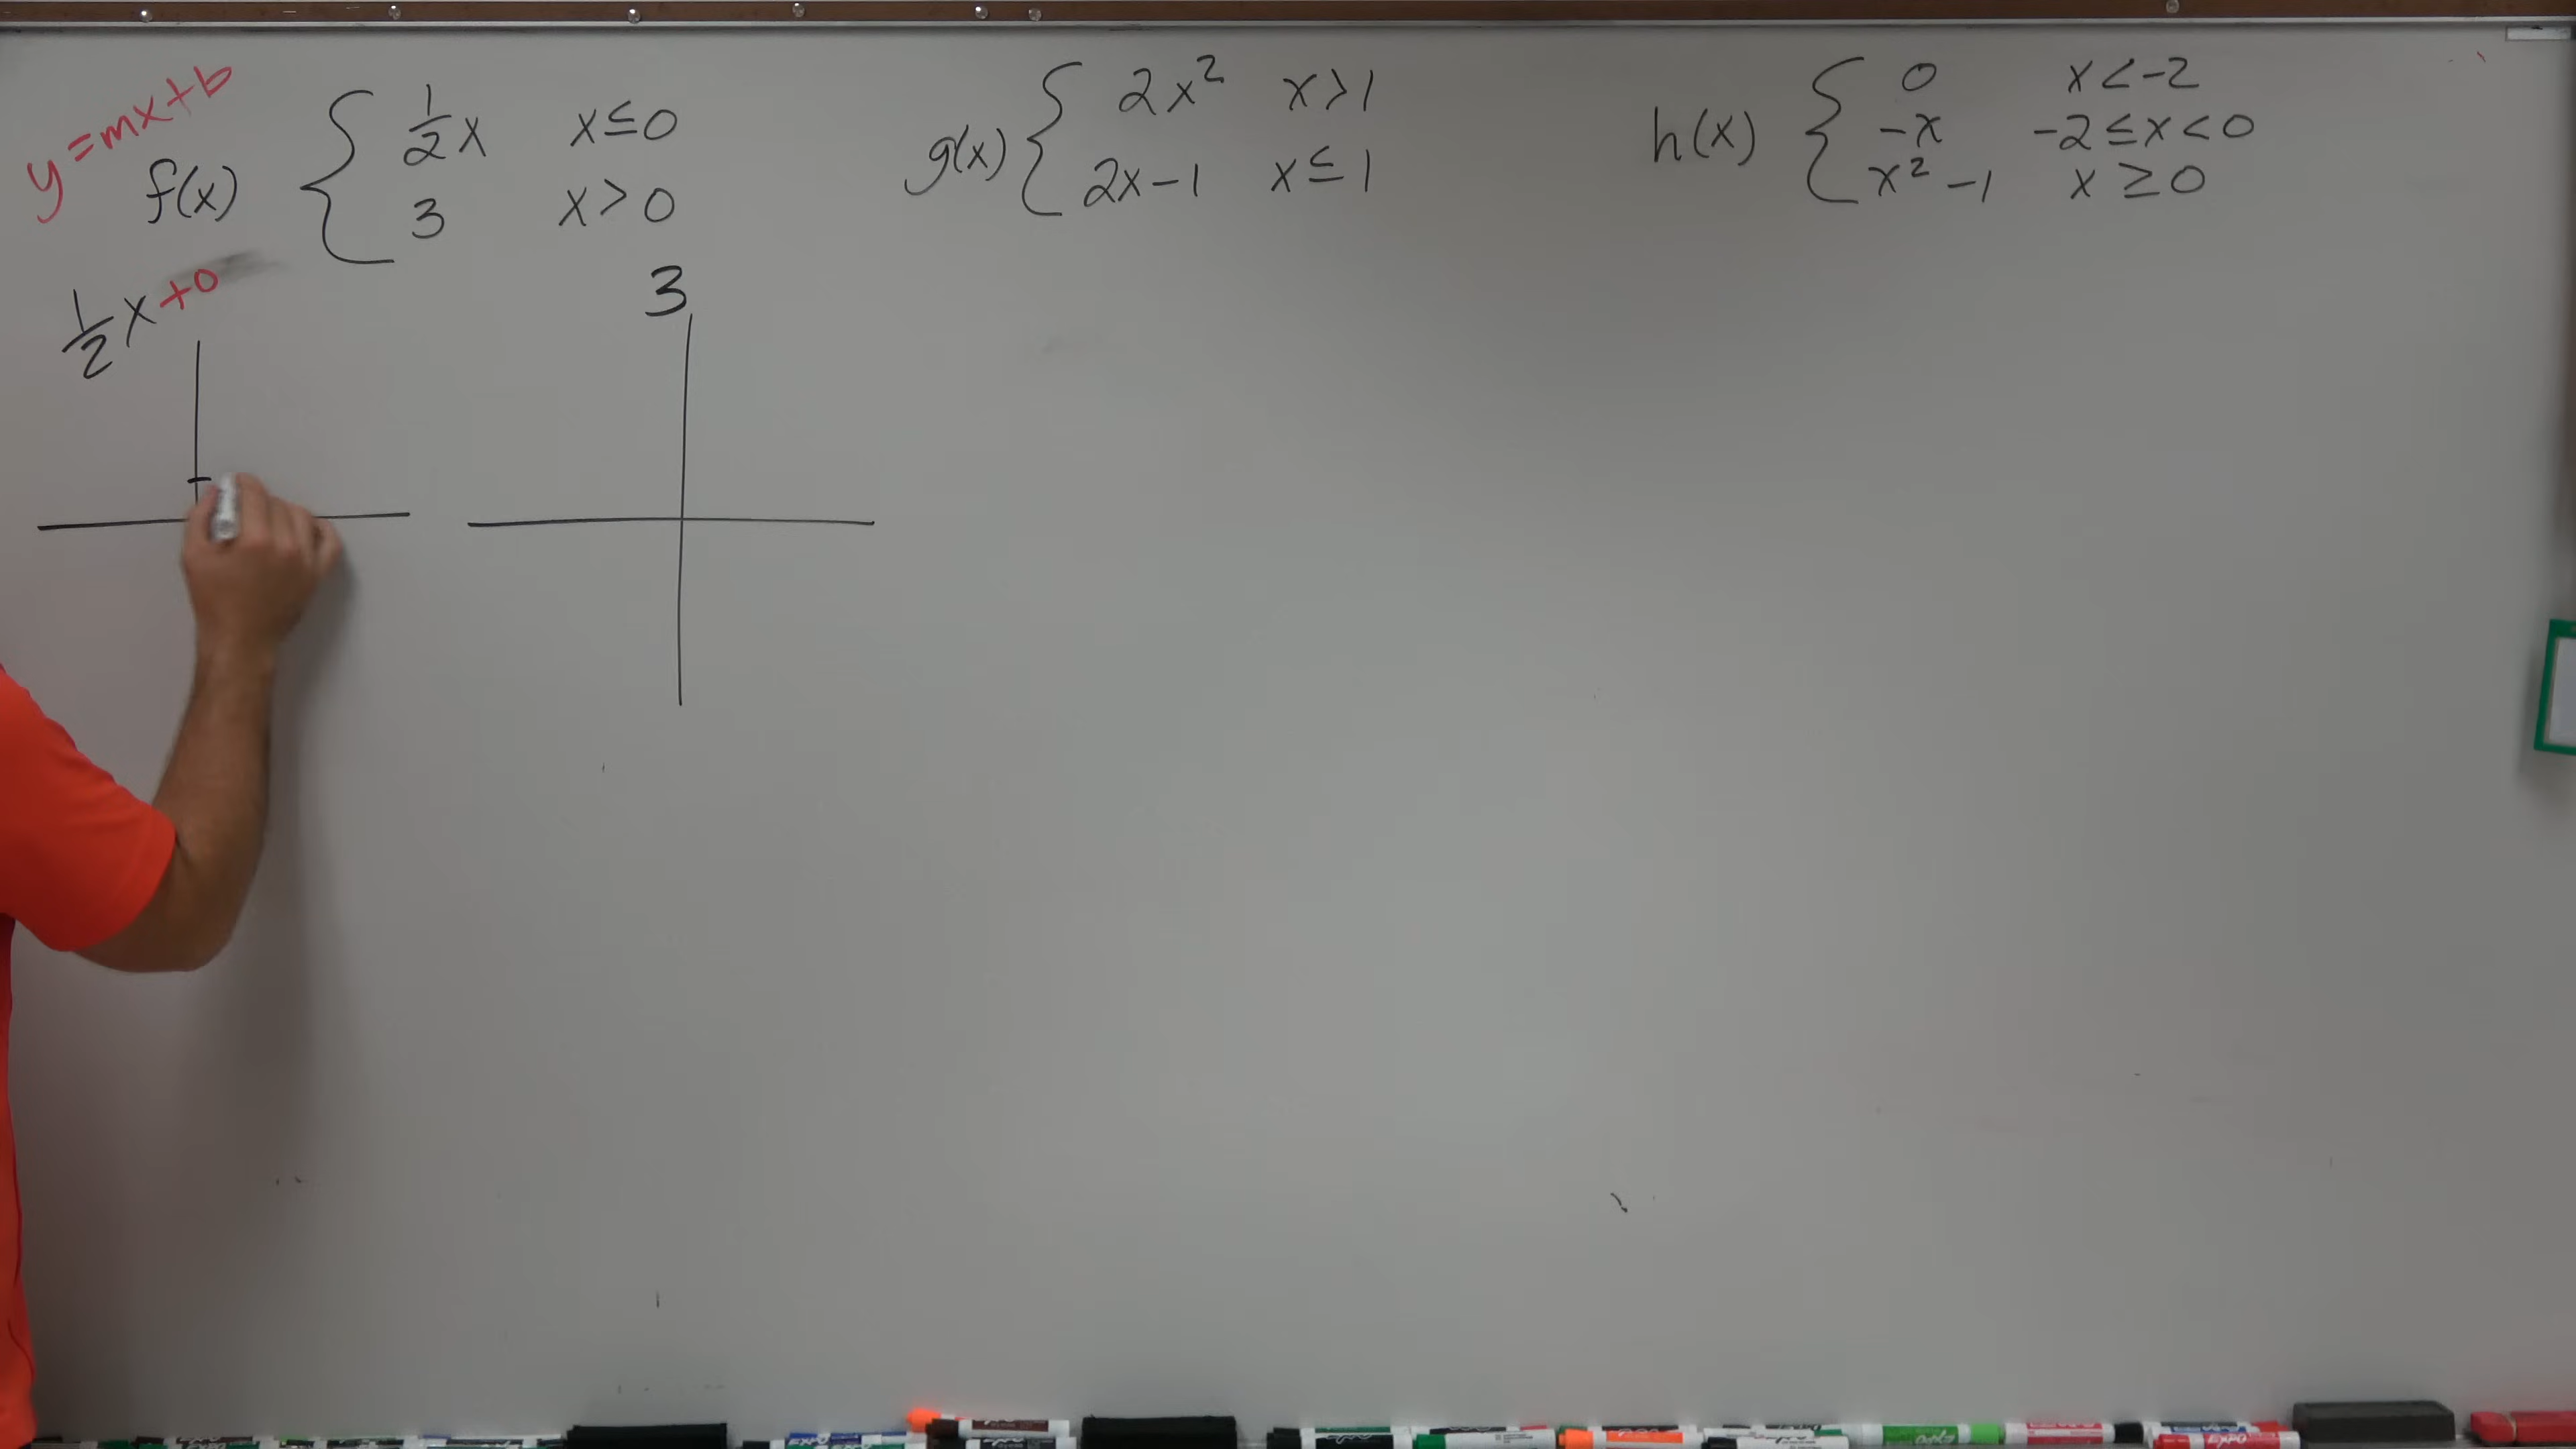 y=mx+b
f(x) { 1/2 x x≤0
3 x>0
g(x) { 2x² x>1
2x-1 x≤1
h(x) { 0 x<-2
-x -2≤x<0
x²-1 x≥0
1/2 x+0
3
EXPO